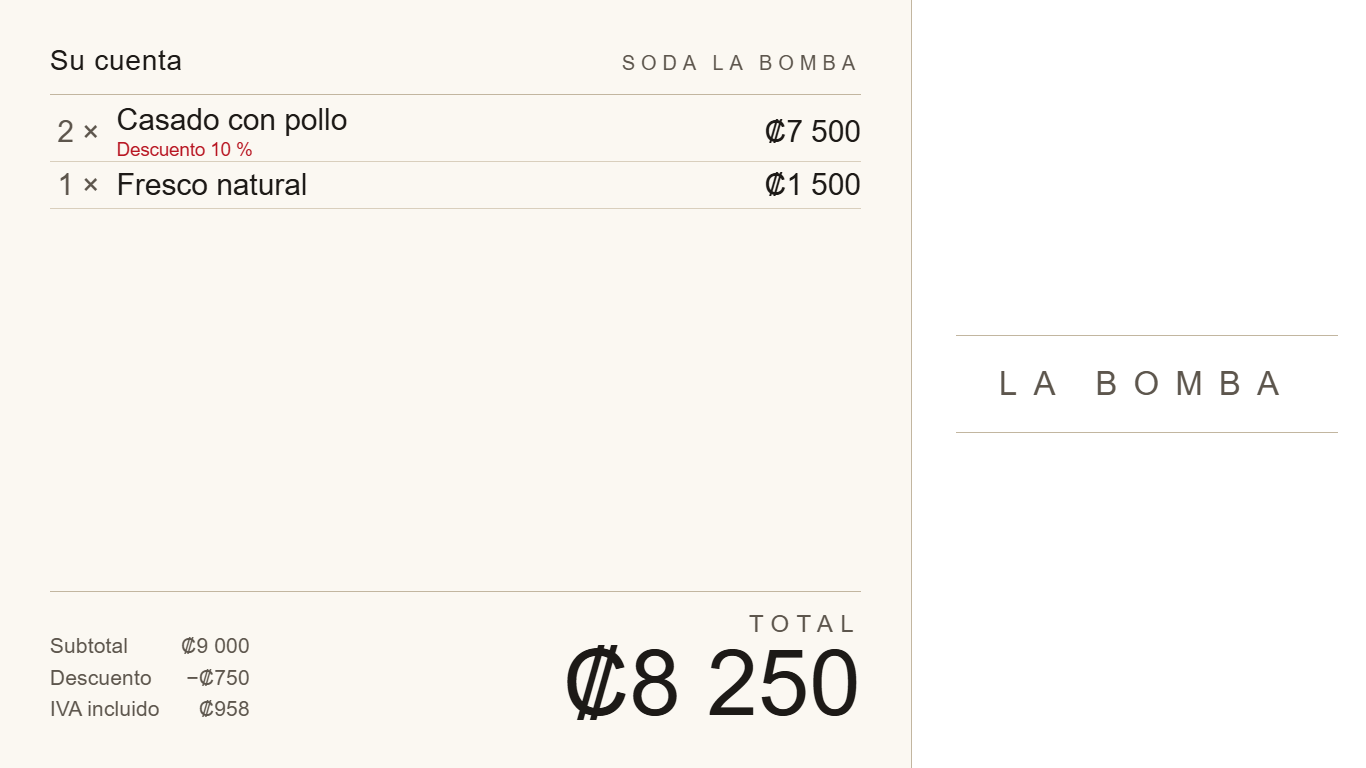 Su cuenta
SODA LA BOMBA
2 × Casado con pollo ₡7 500
Descuento 10 %
1 × Fresco natural ₡1 500
TOTAL
₡8 250
Subtotal ₡9 000
Descuento −₡750
IVA incluido ₡958
LA BOMBA